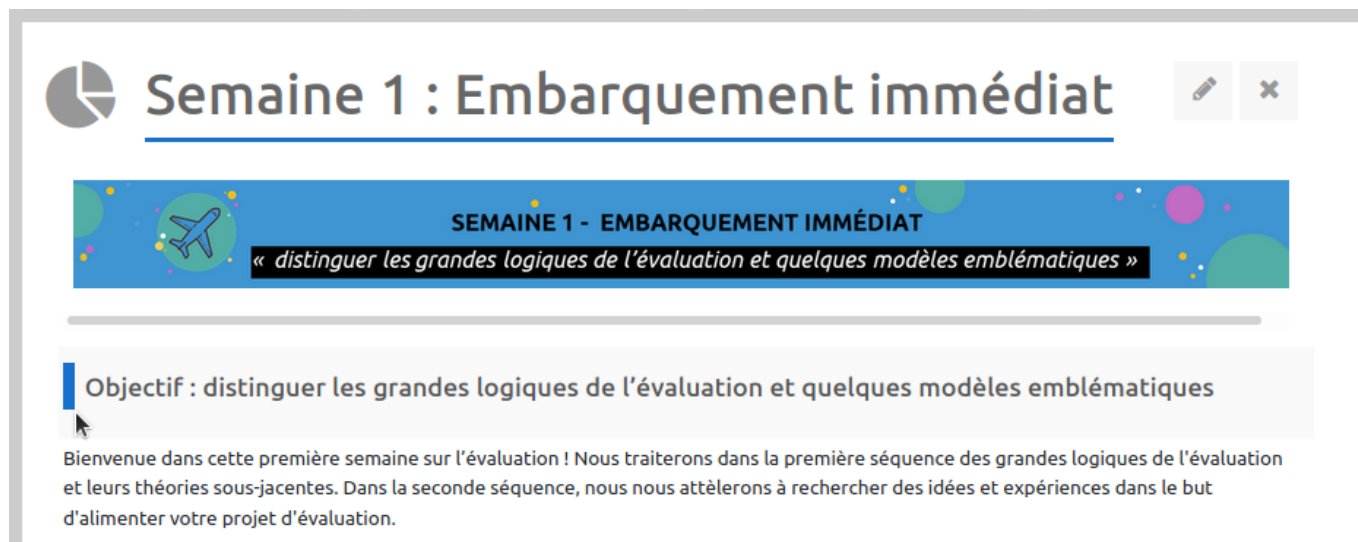 Semaine 1 : Embarquement immédiat
SEMAINE 1 - EMBARQUEMENT IMMÉDIAT
« distinguer les grandes logiques de l’évaluation et quelques modèles emblématiques »
Objectif : distinguer les grandes logiques de l’évaluation et quelques modèles emblématiques
Bienvenue dans cette première semaine sur l’évaluation ! Nous traiterons dans la première séquence des grandes logiques de l'évaluation
et leurs théories sous-jacentes. Dans la seconde séquence, nous nous attèlerons à rechercher des idées et expériences dans le but
d'alimenter votre projet d'évaluation.